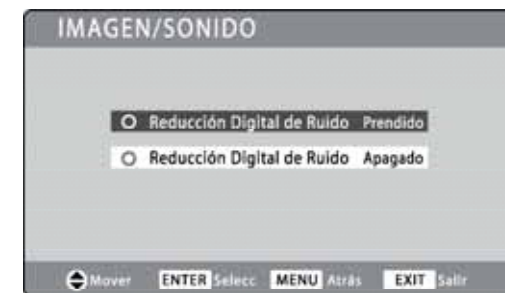 IMAGEN/SONIDO
Reducción Digital de Ruido Prendido
Reducción Digital de Ruido Apagado
Mover ENTER Selecc MENU Atrás EXIT Salir